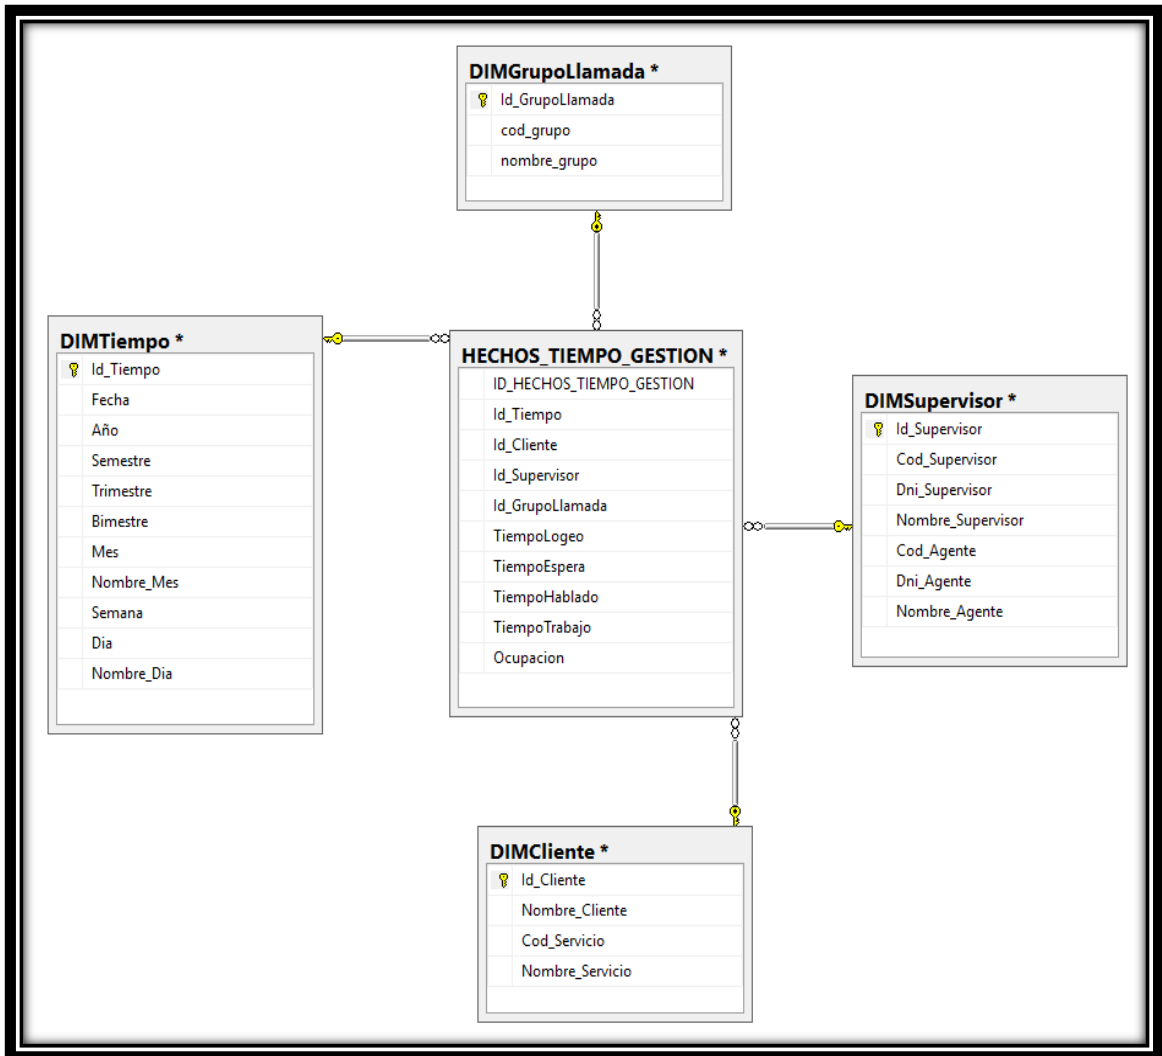 DIMGrupoLlamada *
Id_GrupoLlamada
cod_grupo
nombre_grupo
DIMTiempo *
Id_Tiempo
Fecha
Año
Semestre
Trimestre
Bimestre
Mes
Nombre_Mes
Semana
Dia
Nombre_Dia
HECHOS_TIEMPO_GESTION *
ID_HECHOS_TIEMPO_GESTION
Id_Tiempo
Id_Cliente
Id_Supervisor
Id_GrupoLlamada
TiempoLogeo
TiempoEspera
TiempoHablado
TiempoTrabajo
Ocupacion
DIMSupervisor *
Id_Supervisor
Cod_Supervisor
Dni_Supervisor
Nombre_Supervisor
Cod_Agente
Dni_Agente
Nombre_Agente
DIMCliente *
Id_Cliente
Nombre_Cliente
Cod_Servicio
Nombre_Servicio